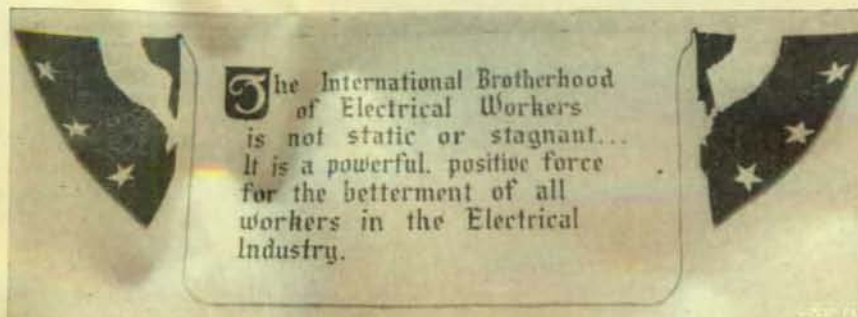 The International Brotherhood
of Electrical Workers
is not static or stagnant...
It is a powerful. positive force
for the betterment of all
workers in the Electrical
Industry.